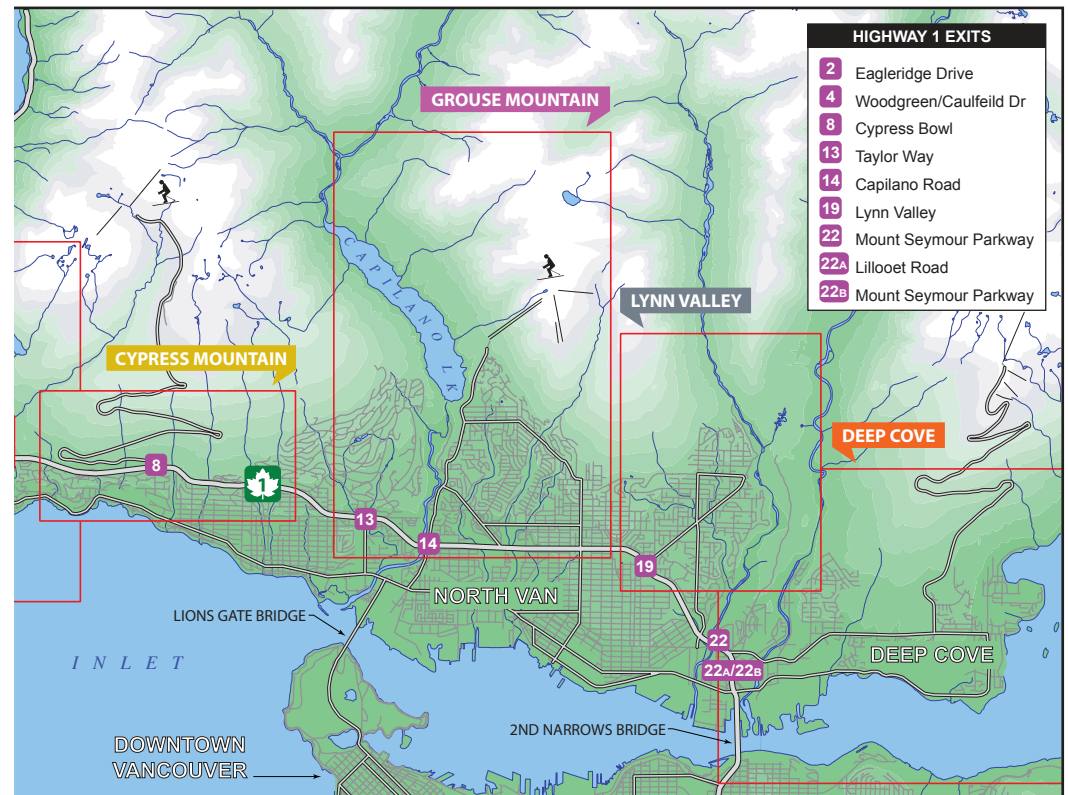 HIGHWAY 1 EXITS
2 Eagleridge Drive
4 Woodgreen/Caulfeild Dr
8 Cypress Bowl
13 Taylor Way
14 Capilano Road
19 Lynn Valley
22 Mount Seymour Parkway
22A Lillooet Road
22B Mount Seymour Parkway
GROUSE MOUNTAIN
CAPILANO LK
LYNN VALLEY
CYPRESS MOUNTAIN
DEEP COVE
8
1
13
14
19
NORTH VAN
LIONS GATE BRIDGE
22
22A/22B
DEEP COVE
INLET
2ND NARROWS BRIDGE
DOWNTOWN
VANCOUVER